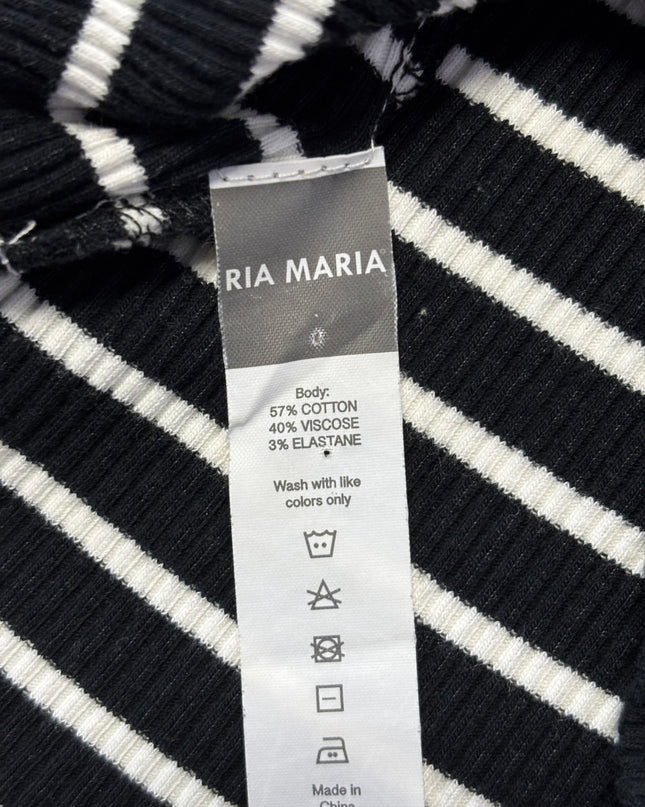 RIA MARIA
Body:
57% COTTON
40% VISCOSE
3% ELASTANE
Wash with like
colors only
Made in
China